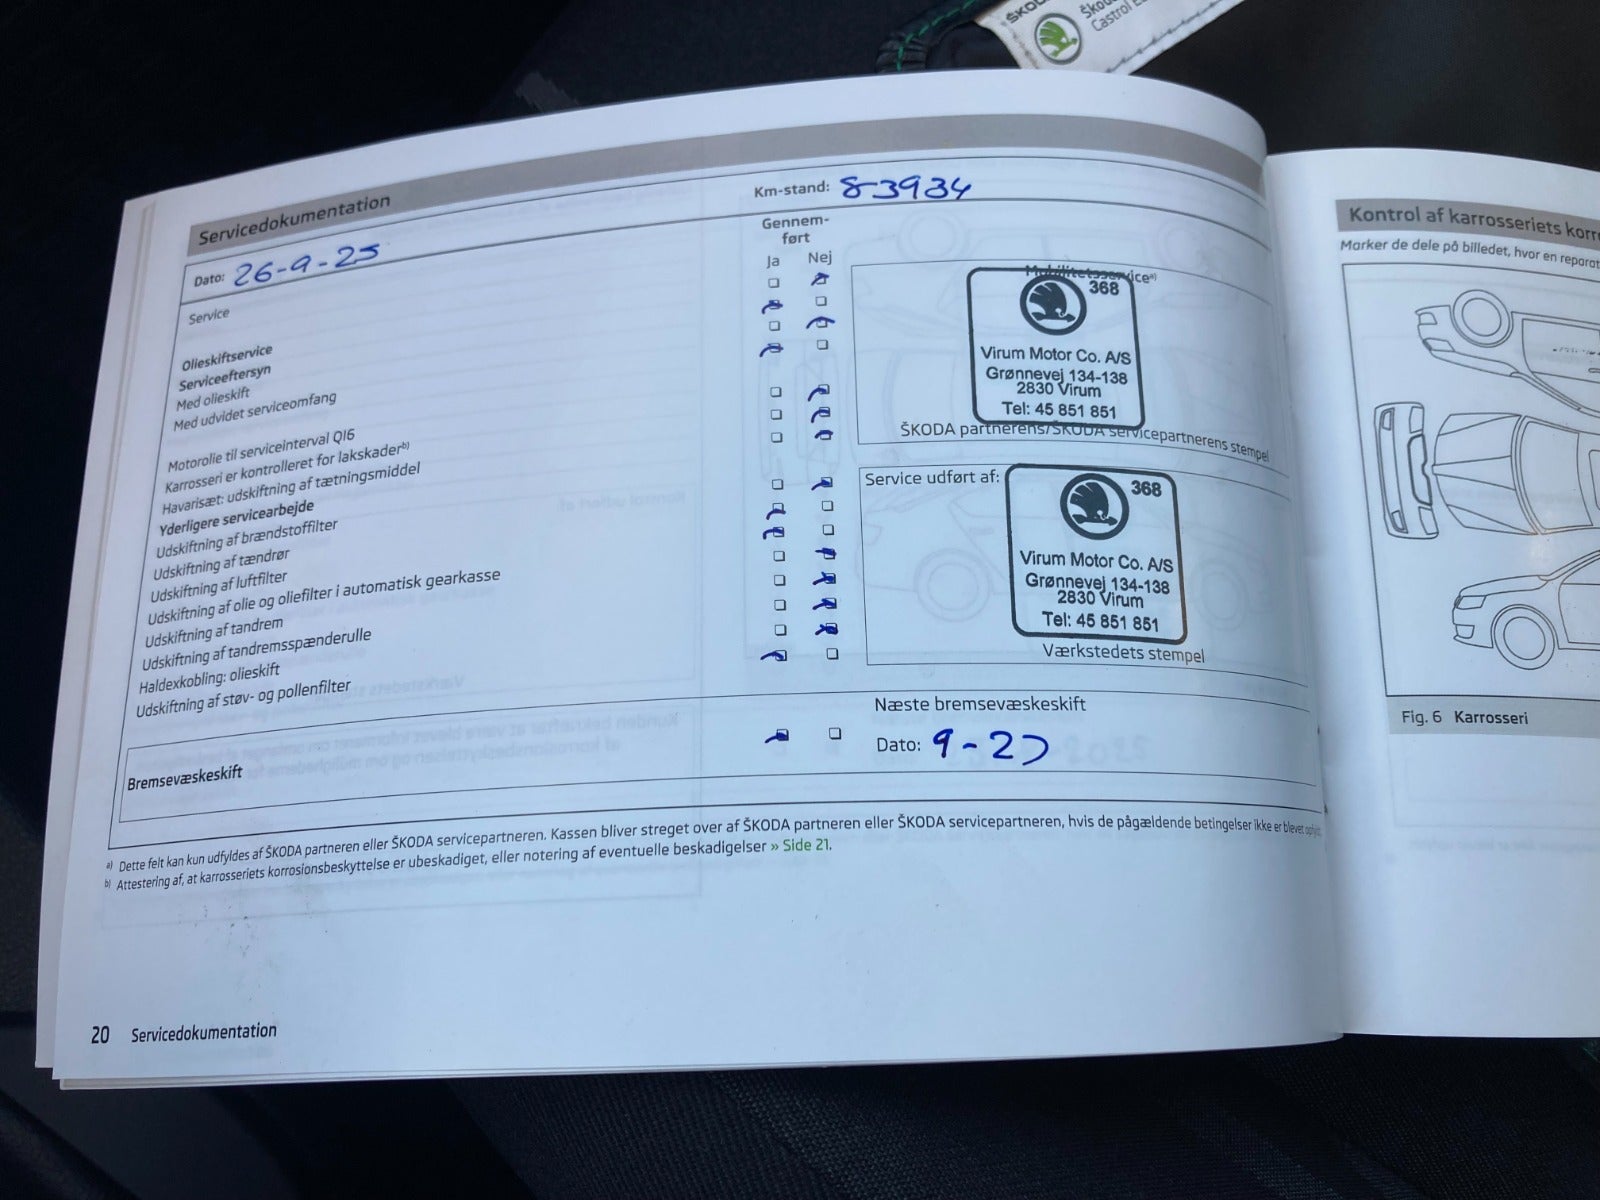 ŠKODA
Škoda
Castrol
Servicedokumentation
Dato: 26-9-25
Km-stand: 83934
Gennem-
ført
Ja Nej
Service
Olieskiftservice
Serviceeftersyn
Med olieskift
Med udvidet serviceomfang
Motorolie til serviceinterval QI6
Karrosseri er kontrolleret for lakskader b)
Havarisæt: udskiftning af tætningsmiddel
Yderligere servicearbejde
Udskiftning af brændstoffilter
Udskiftning af tændrør
Udskiftning af luftfilter
Udskiftning af olie og oliefilter i automatisk gearkasse
Udskiftning af tandrem
Udskiftning af tandremsspænderulle
Haldexkobling: olieskift
Udskiftning af støv- og pollenfilter
Mobilitetsservice a)
368
Virum Motor Co. A/S
Grønnevej 134-138
2830 Virum
Tel: 45 851 851
ŠKODA partnerens/ŠKODA servicepartnerens stempel
Service udført af:
368
Virum Motor Co. A/S
Grønnevej 134-138
2830 Virum
Tel: 45 851 851
Værkstedets stempel
Bremsevæskeskift
Næste bremsevæskeskift
Dato: 9-27
a) Dette felt kan kun udfyldes af ŠKODA partneren eller ŠKODA servicepartneren. Kassen bliver streget over af ŠKODA partneren eller ŠKODA servicepartneren, hvis de pågældende betingelser ikke er blevet
b) Attestering af, at karrosseriets korrosionsbeskyttelse er ubeskadiget, eller notering af eventuelle beskadigelser » Side 21.
20 Servicedokumentation
Kontrol af karrosseriets
Marker de dele på billedet, hvor en
Fig. 6 Karrosseri